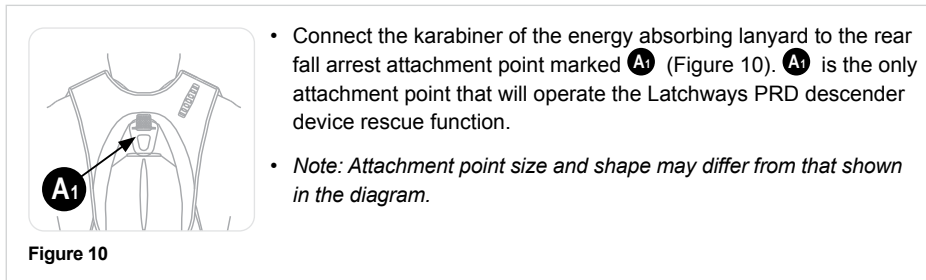 • Connect the karabiner of the energy absorbing lanyard to the rear
fall arrest attachment point marked A1 (Figure 10). A1 is the only
attachment point that will operate the Latchways PRD descender
device rescue function.
• Note: Attachment point size and shape may differ from that shown
in the diagram.
A1
Figure 10